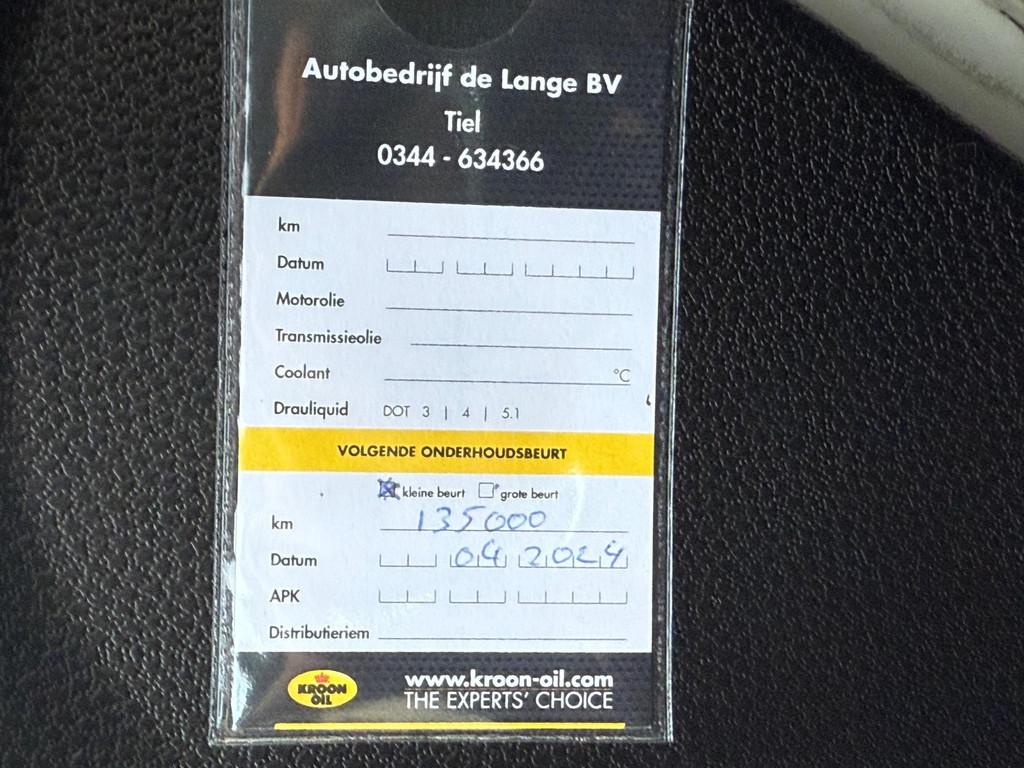 Autobedrijf de Lange BV
Tiel
0344 - 634366
km
Datum
Motorolie
Transmissieolie
Coolant °C
Drauliquid DOT 3 | 4 | 5.1
VOLGENDE ONDERHOUDSBEURT
kleine beurt grote beurt
km 135000
Datum 04 2024
APK
Distributieriem
KROON OIL www.kroon-oil.com
THE EXPERTS' CHOICE